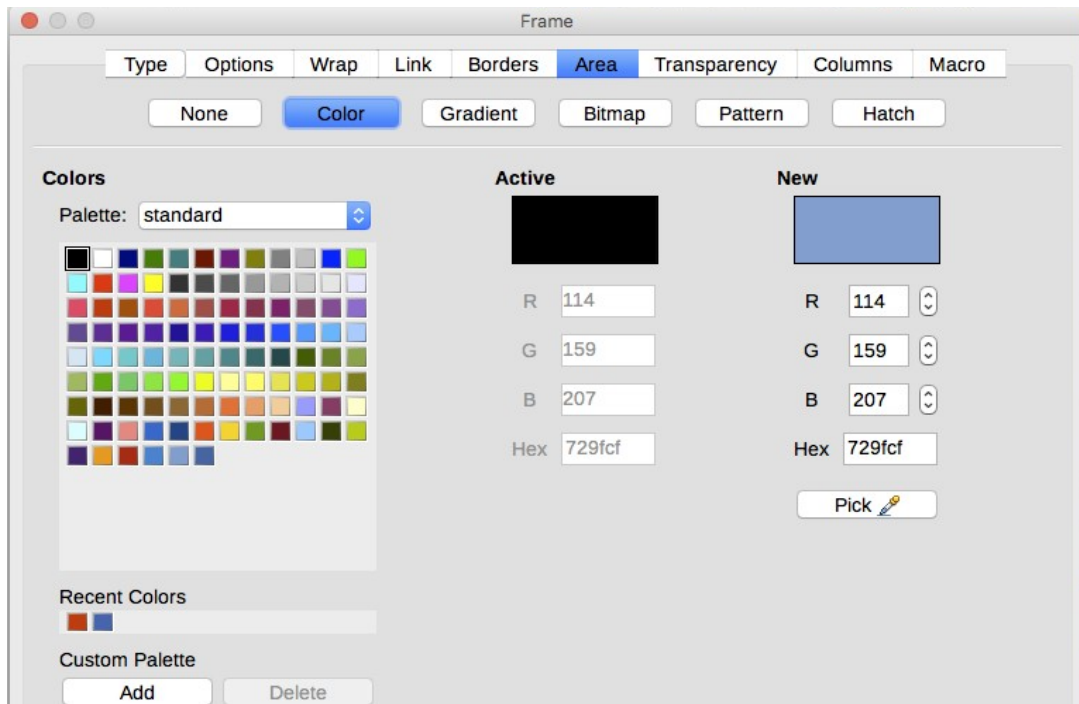 Frame
Type Options Wrap Link Borders Area Transparency Columns Macro
None Color Gradient Bitmap Pattern Hatch
Colors Active New
Palette: standard
R 114 R 114
G 159 G 159
B 207 B 207
Hex 729fcf Hex 729fcf
Pick
Recent Colors
Custom Palette
Add Delete